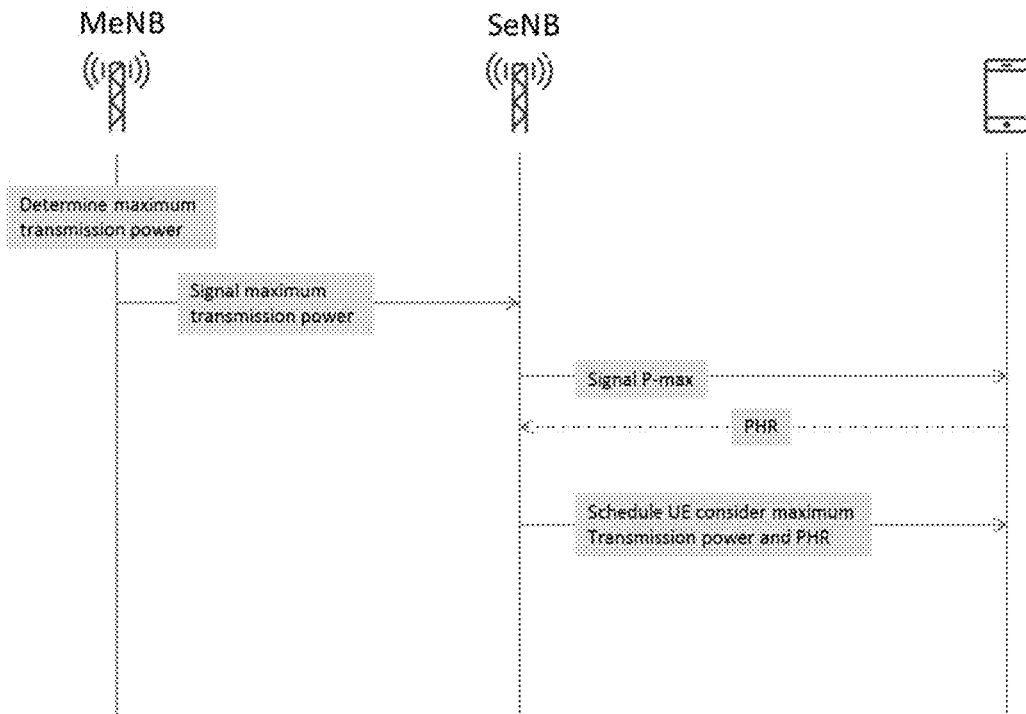 MeNB
SeNB
Determine maximum
transmission power
Signal maximum
transmission power
Signal P-max
PHR
Schedule UE consider maximum
Transmission power and PHR